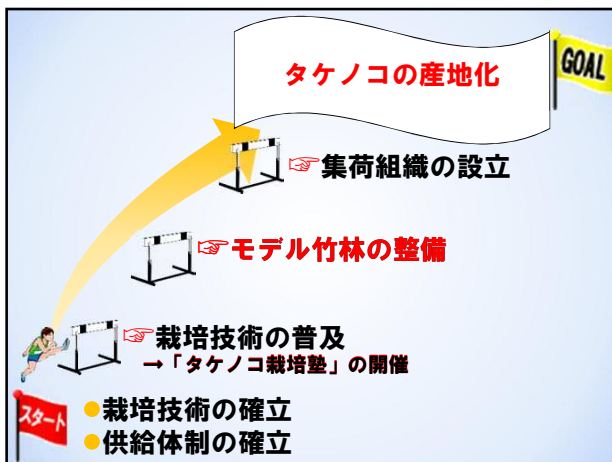 タケノコの産地化
GOAL
☞集荷組織の設立
☞モデル竹林の整備
☞栽培技術の普及
→「タケノコ栽培塾」の開催
スタート
●栽培技術の確立
●供給体制の確立